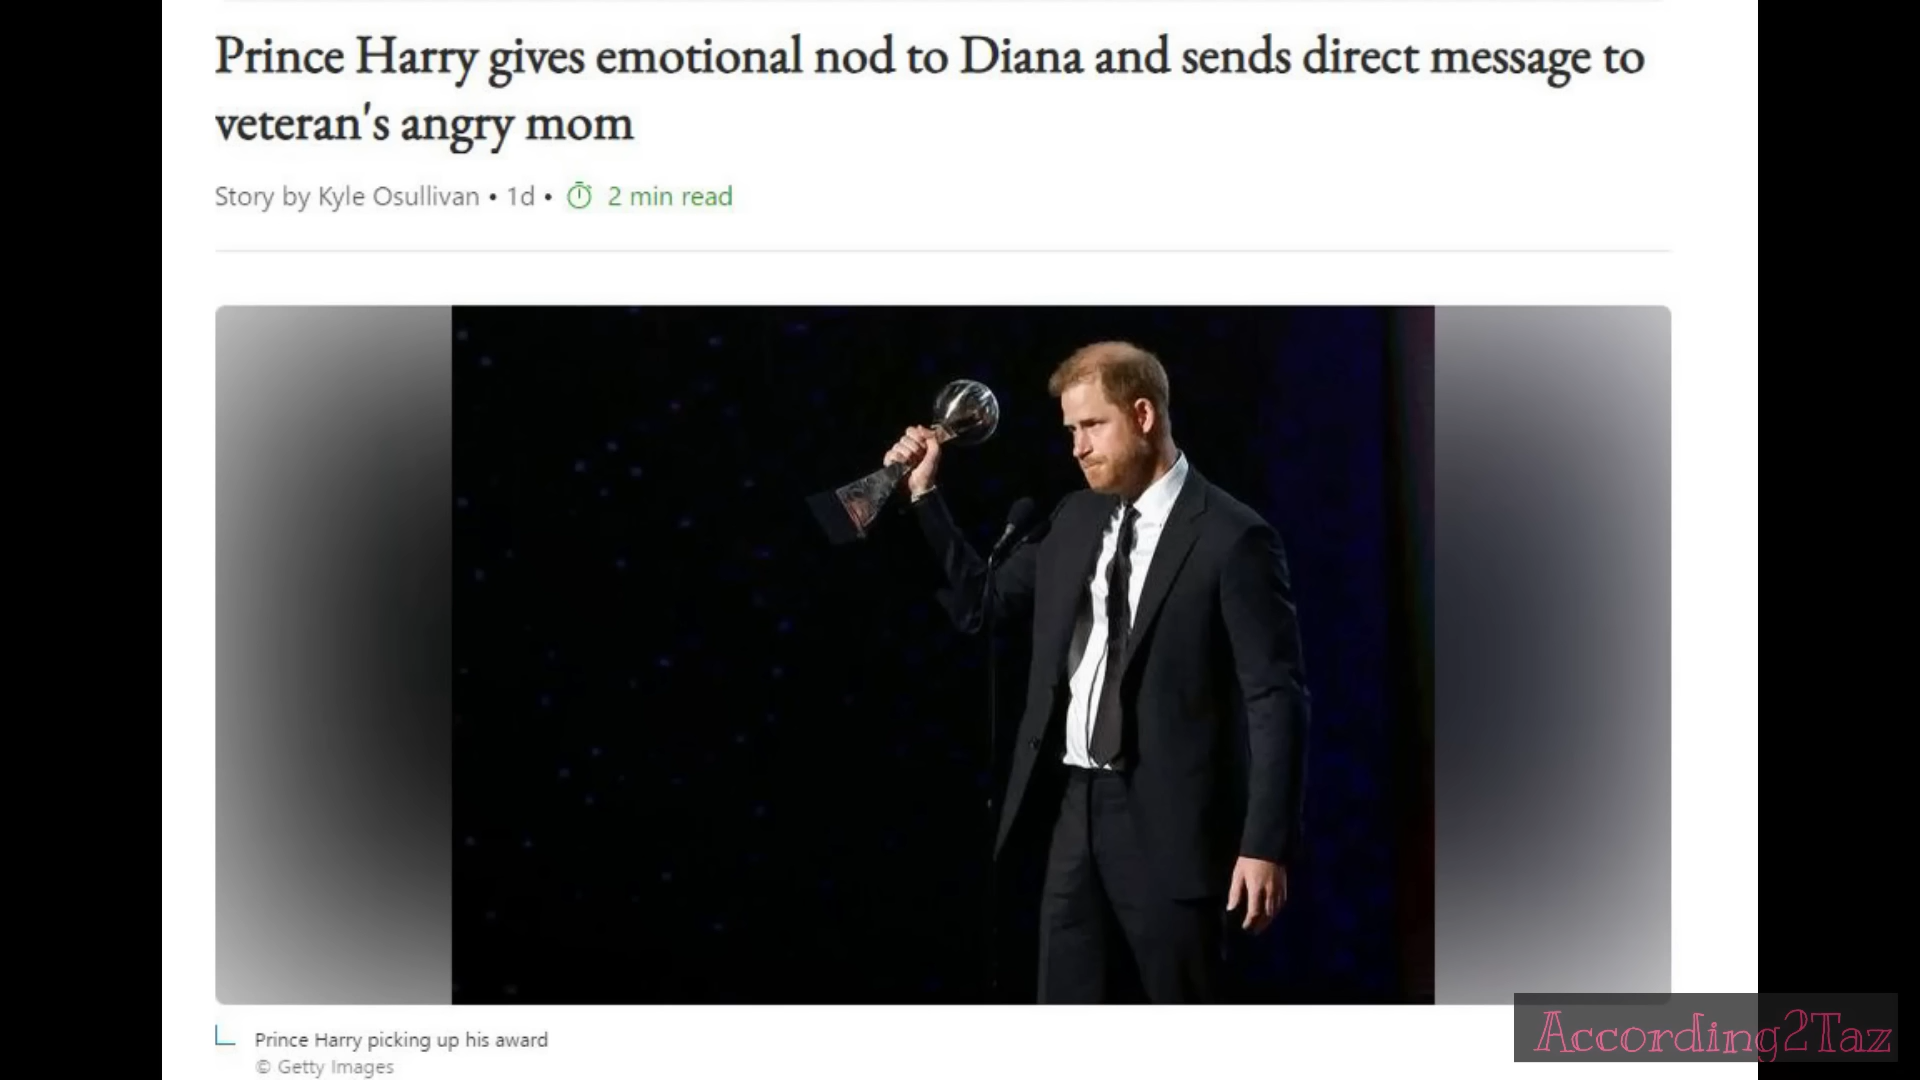 Prince Harry gives emotional nod to Diana and sends direct message to
veteran's angry mom
Story by Kyle Osullivan • 1d • 2 min read
Prince Harry picking up his award
© Getty Images
According2Taz